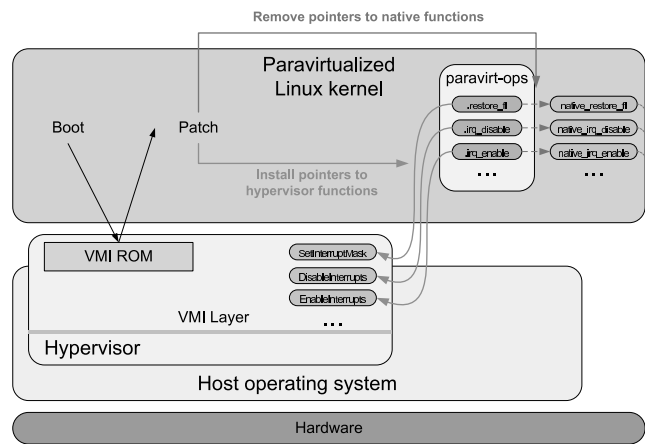 Remove pointers to native functions
Paravirtualized
Linux kernel
paravirt-ops
.restore_fl
native_restore_fl
Boot
Patch
.irq_disable
native_irq_disable
.irq_enable
native_irq_enable
...
...
Install pointers to
hypervisor functions
VMI ROM
SetInterruptMask
DisableInterrupts
EnableInterrupts
VMI Layer
...
Hypervisor
Host operating system
Hardware